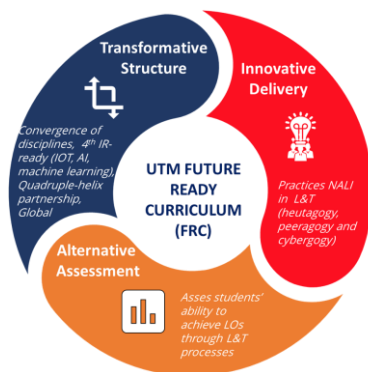 Transformative
Structure
Convergence of
disciplines, 4th IR-
ready (IOT, AI,
machine learning),
Quadruple-helix
partnership,
Global
Innovative
Delivery
Practices NALI
in L&T
(heutagogy,
peeragogy and
cybergogy)
UTM FUTURE
READY
CURRICULUM
(FRC)
Alternative
Assessment
Asses students'
ability to
achieve LOs
through L&T
processes